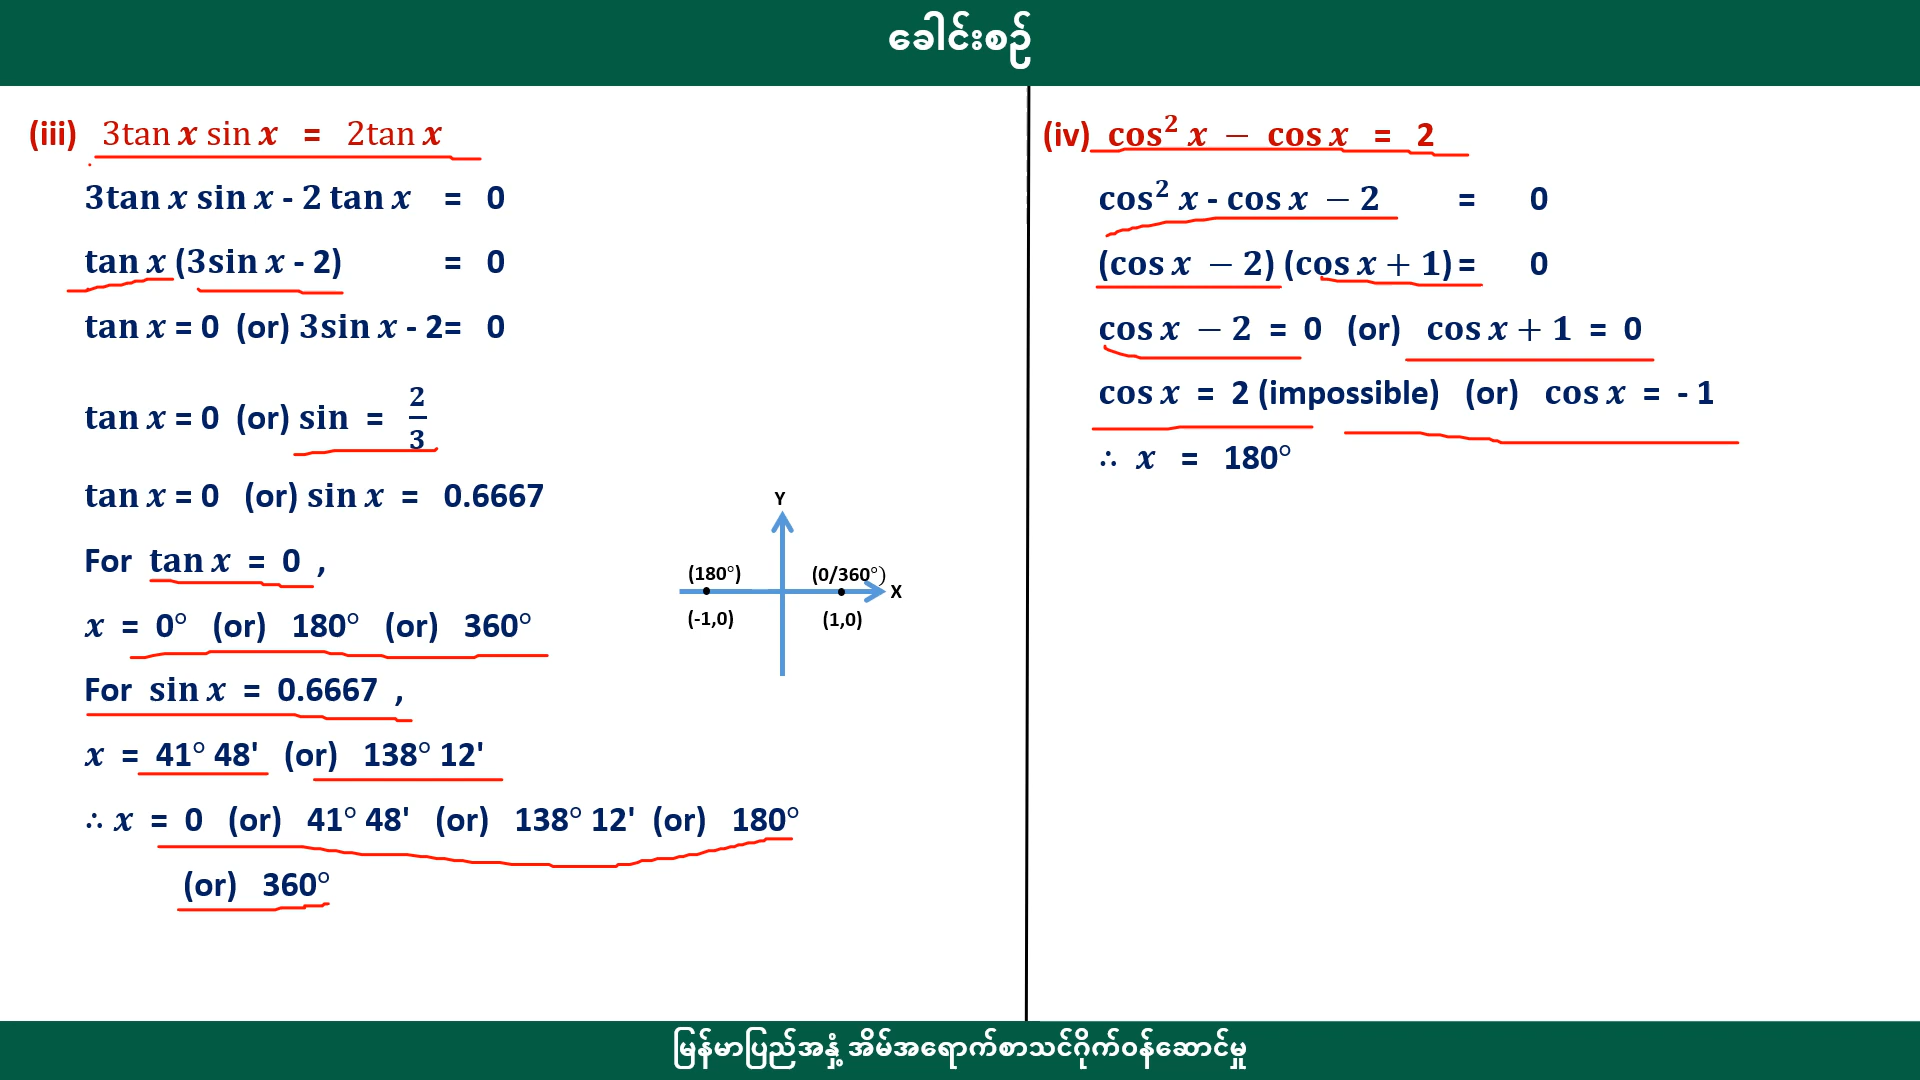 ခေါင်းစဉ်
(iii) 3tan x sin x = 2tan x
3tan x sin x - 2 tan x = 0
tan x (3sin x - 2) = 0
tan x = 0 (or) 3sin x - 2= 0
tan x = 0 (or) sin = 2/3
tan x = 0 (or) sin x = 0.6667
For tan x = 0 ,
x = 0° (or) 180° (or) 360°
For sin x = 0.6667 ,
x = 41° 48' (or) 138° 12'
∴ x = 0 (or) 41° 48' (or) 138° 12' (or) 180°
(or) 360°
Y
(180°) (0/360°)
X
(-1,0) (1,0)
(iv) cos² x − cos x = 2
cos² x - cos x − 2 = 0
(cos x − 2) (cos x + 1) = 0
cos x − 2 = 0 (or) cos x + 1 = 0
cos x = 2 (impossible) (or) cos x = - 1
∴ x = 180°
မြန်မာပြည်အနှံ့ အိမ်အရောက်စာသင်ဂိုက်ဝန်ဆောင်မှု